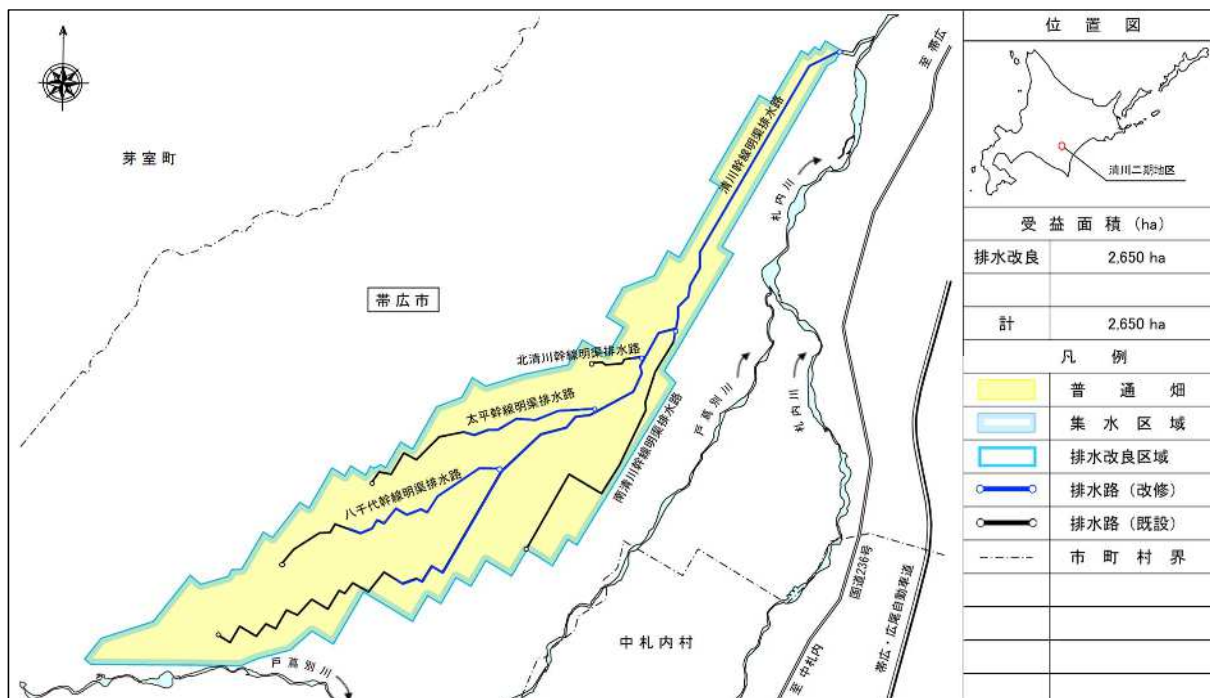 芽室町
帯広市
清川幹線明渠排水路
北清川幹線明渠排水路
太平幹線明渠排水路
八千代幹線明渠排水路
南清川幹線明渠排水路
札内川
戸蔦別川
札内川
戸蔦別川
中札内村
至 帯広
国道236号
至 中札内
帯広・広尾自動車道
位置図
清川二期地区
受益面積 (ha)
排水改良 2,650 ha
計 2,650 ha
凡例
普通畑
集水区域
排水改良区域
排水路(改修)
排水路(既設)
市町村界